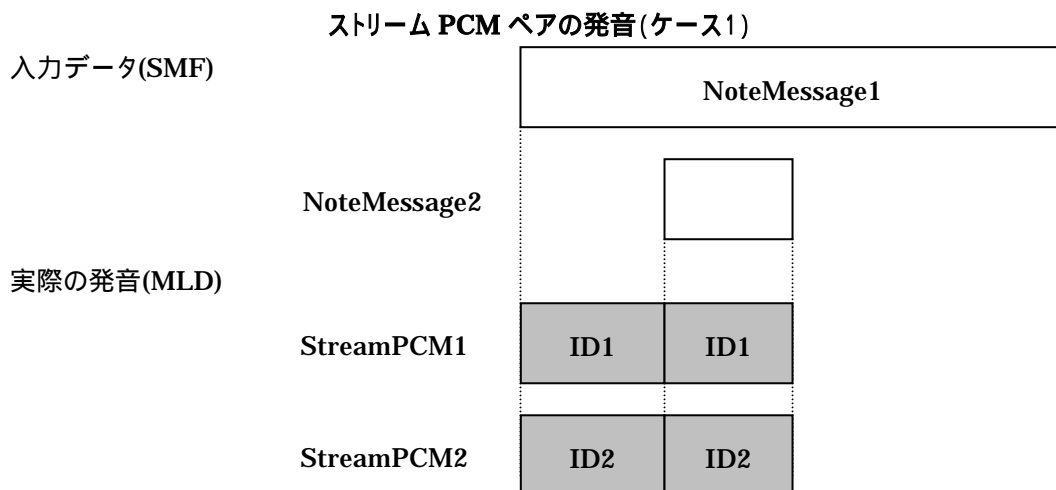 ストリーム PCM ペアの発音(ケース1)
入力データ(SMF)
NoteMessage1
NoteMessage2
実際の発音(MLD)
StreamPCM1 ID1 ID1
StreamPCM2 ID2 ID2